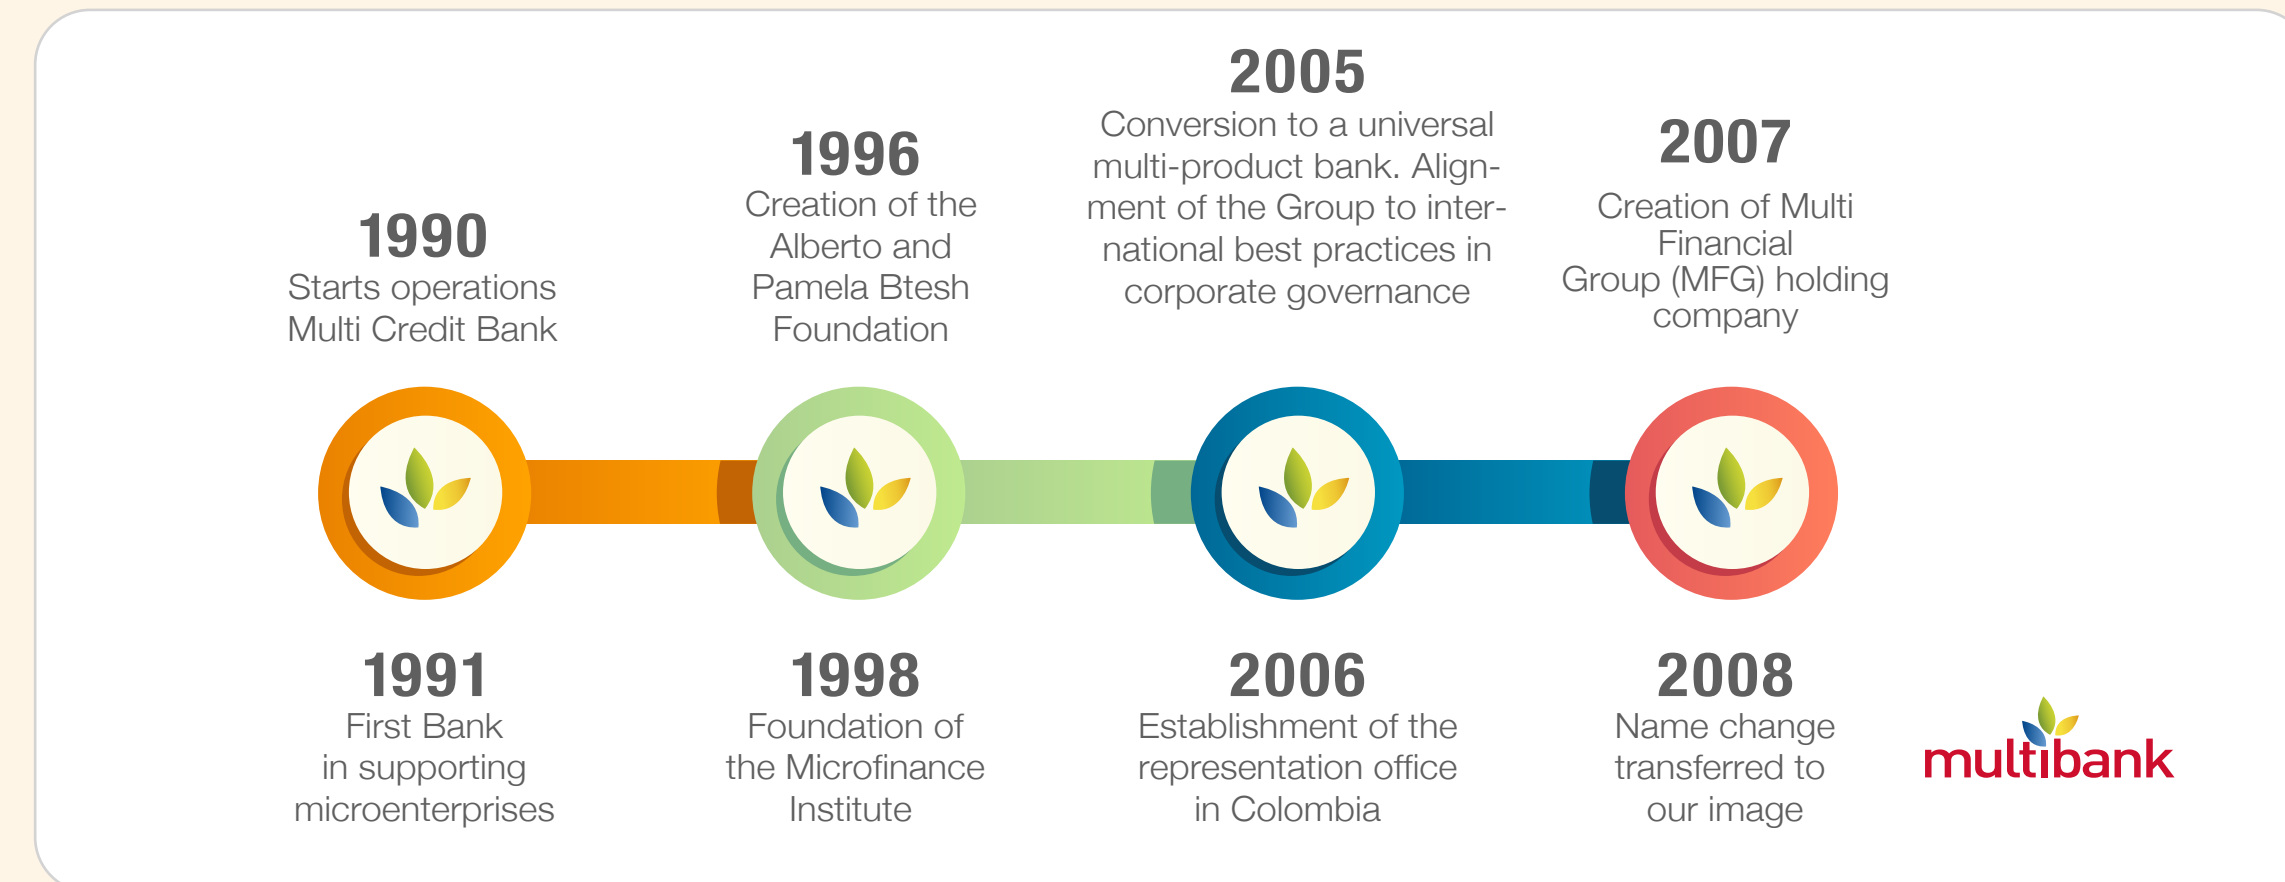 1990
Starts operations
Multi Credit Bank
1996
Creation of the
Alberto and
Pamela Btesh
Foundation
2005
Conversion to a universal
multi-product bank. Align-
ment of the Group to inter-
national best practices in
corporate governance
2007
Creation of Multi
Financial
Group (MFG) holding
company
1991
First Bank
in supporting
microenterprises
1998
Foundation of
the Microfinance
Institute
2006
Establishment of the
representation office
in Colombia
2008
Name change
transferred to
our image
multibank